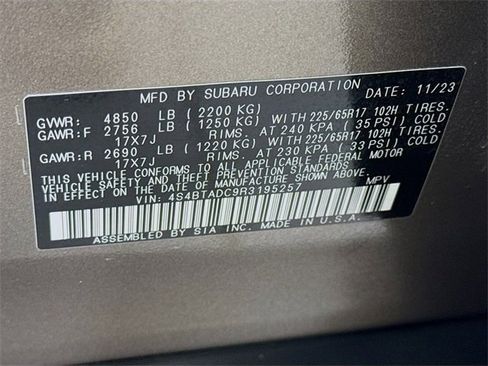 MFD BY SUBARU CORPORATION DATE: 11/23
GVWR: 4850 LB (2200 KG)
GAWR:F 2756 LB (1250 KG) WITH 225/65R17 102H TIRES.
17X7J RIMS. AT 240 KPA (35 PSI) COLD
GAWR:R 2690 LB (1220 KG) WITH 225/65R17 102H TIRES.
17X7J RIMS. AT 230 KPA (33 PSI) COLD
THIS VEHICLE CONFORMS TO ALL APPLICABLE FEDERAL MOTOR
VEHICLE SAFETY AND THEFT PREVENTION STANDARDS
IN EFFECT ON THE DATE OF MANUFACTURE SHOWN ABOVE.
VIN: 4S4BTADC9R3195257 MPV
ASSEMBLED BY SIA INC. MADE IN U.S.A.